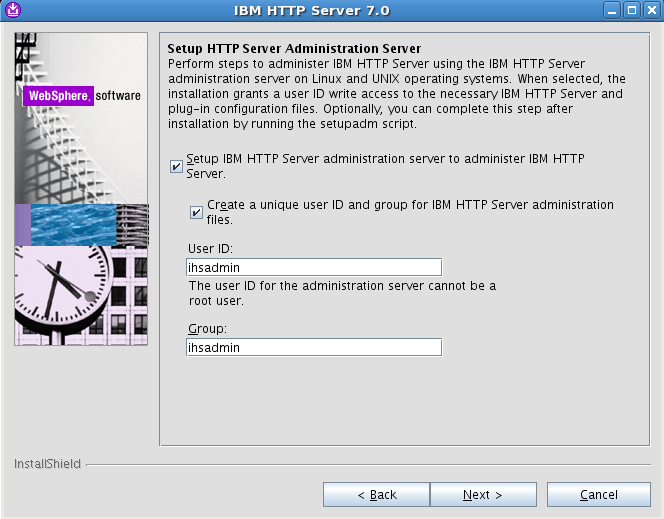 IBM HTTP Server 7.0
WebSphere. software
Setup HTTP Server Administration Server
Perform steps to administer IBM HTTP Server using the IBM HTTP Server
administration server on Linux and UNIX operating systems. When selected, the
installation grants a user ID write access to the necessary IBM HTTP Server and
plug-in configuration files. Optionally, you can complete this step after
installation by running the setupadm script.
Setup IBM HTTP Server administration server to administer IBM HTTP
Server.
Create a unique user ID and group for IBM HTTP Server administration
files.
User ID:
ihsadmin
The user ID for the administration server cannot be a
root user.
Group:
ihsadmin
InstallShield
< Back
Next >
Cancel